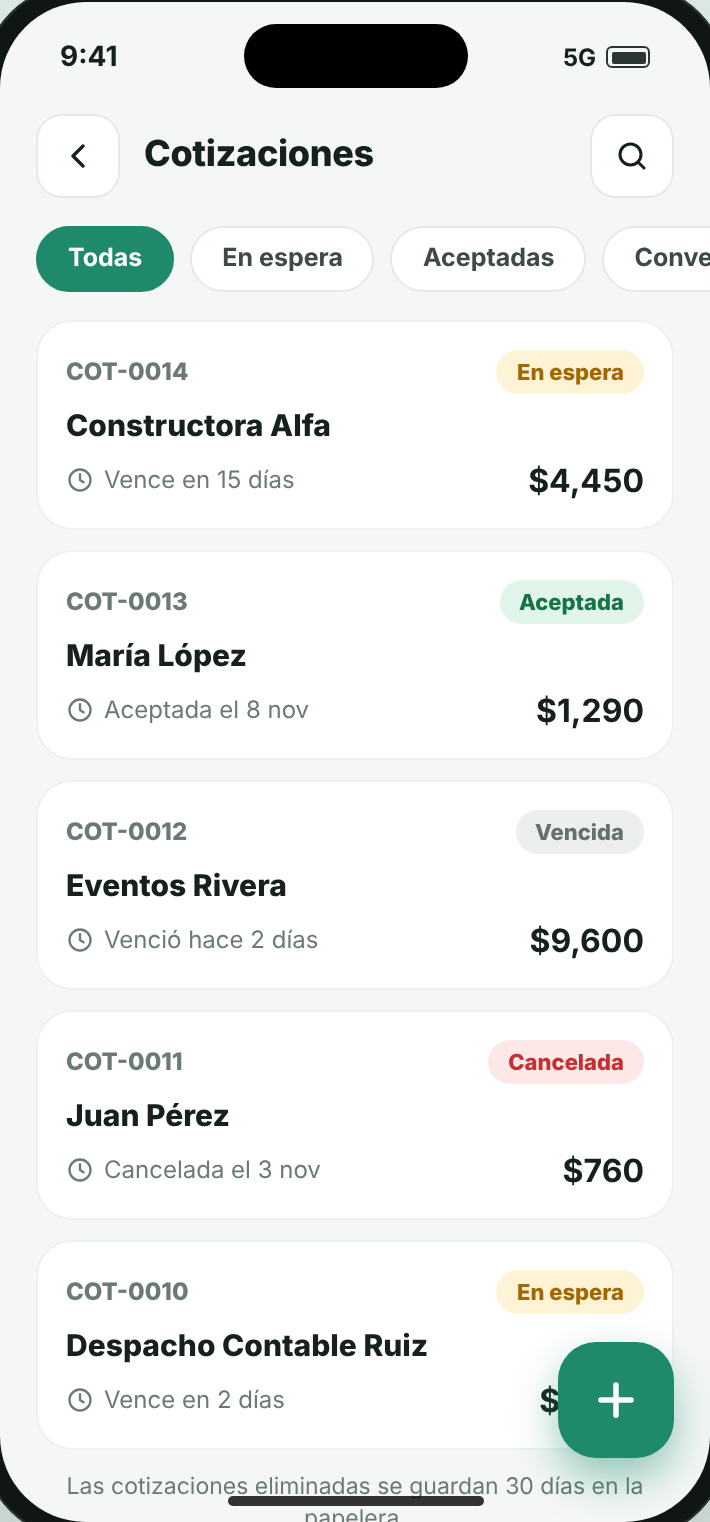 9:41
5G
Cotizaciones
Todas
En espera
Aceptadas
Conve
COT-0014
En espera
Constructora Alfa
Vence en 15 días
$4,450
COT-0013
Aceptada
María López
Aceptada el 8 nov
$1,290
COT-0012
Vencida
Eventos Rivera
Venció hace 2 días
$9,600
COT-0011
Cancelada
Juan Pérez
Cancelada el 3 nov
$760
COT-0010
En espera
Despacho Contable Ruiz
Vence en 2 días
$
Las cotizaciones eliminadas se guardan 30 días en la
papelera